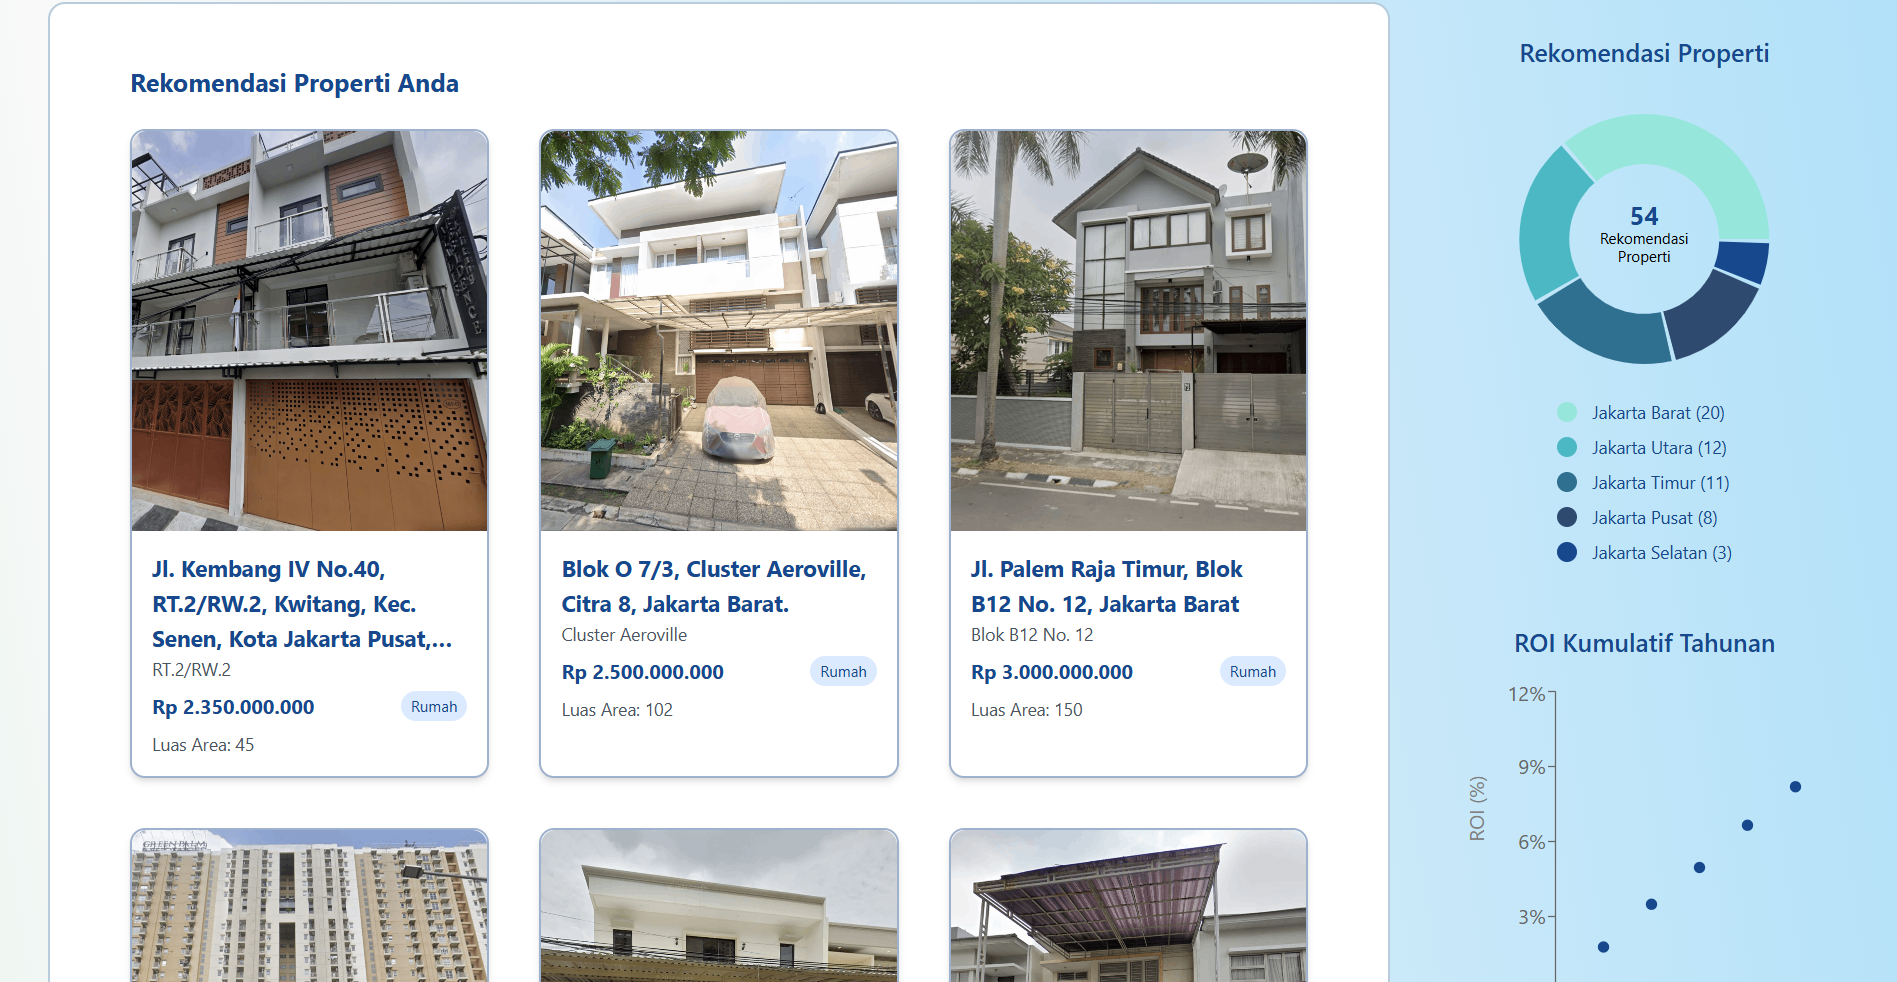 Rekomendasi Properti Anda
Jl. Kembang IV No.40,
RT.2/RW.2, Kwitang, Kec.
Senen, Kota Jakarta Pusat,...
RT.2/RW.2
Rp 2.350.000.000
Rumah
Luas Area: 45
Blok O 7/3, Cluster Aeroville,
Citra 8, Jakarta Barat.
Cluster Aeroville
Rp 2.500.000.000
Rumah
Luas Area: 102
Jl. Palem Raja Timur, Blok
B12 No. 12, Jakarta Barat
Blok B12 No. 12
Rp 3.000.000.000
Rumah
Luas Area: 150
GREEN PALM
Rekomendasi Properti
54
Rekomendasi
Properti
Jakarta Barat (20)
Jakarta Utara (12)
Jakarta Timur (11)
Jakarta Pusat (8)
Jakarta Selatan (3)
ROI Kumulatif Tahunan
12%
9%
6%
3%
ROI (%)